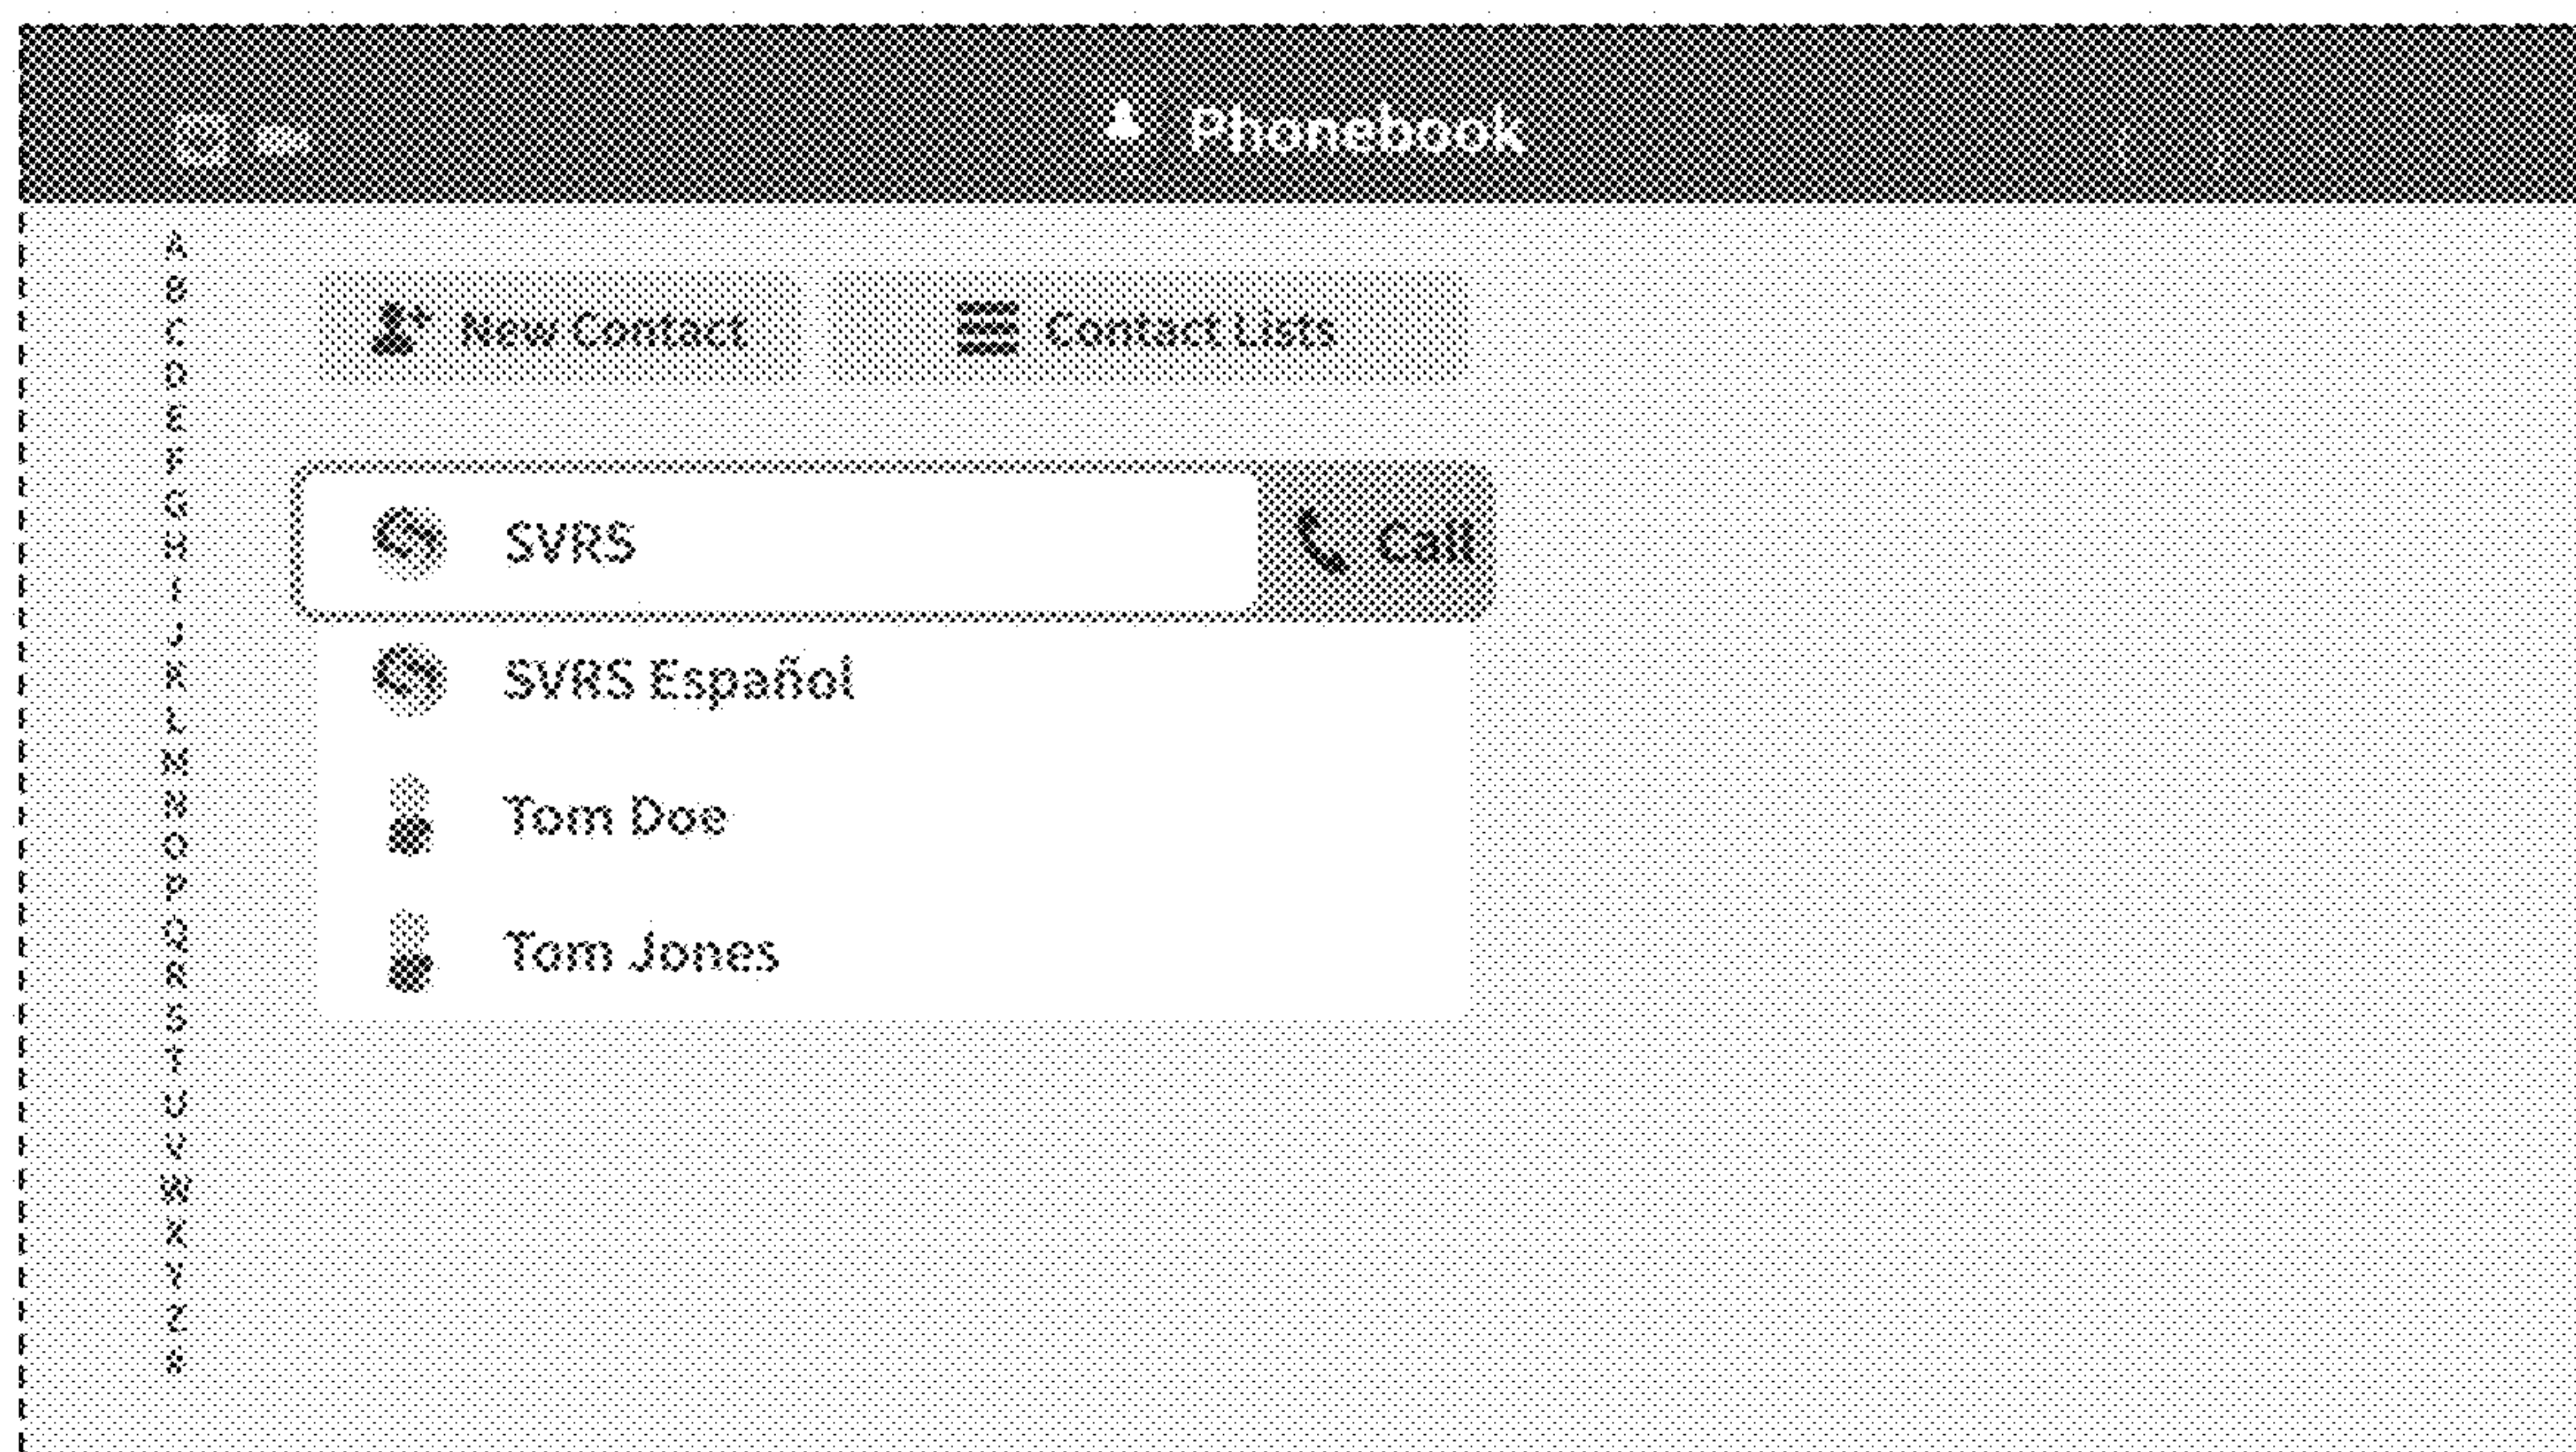 Phonebook
A
B
C
D
E
F
G
H
I
J
K
L
M
N
O
P
Q
R
S
T
U
V
W
X
Y
Z
New Contact
Contact Lists
SVRS
Call
SVRS Español
Tom Doe
Tom Jones